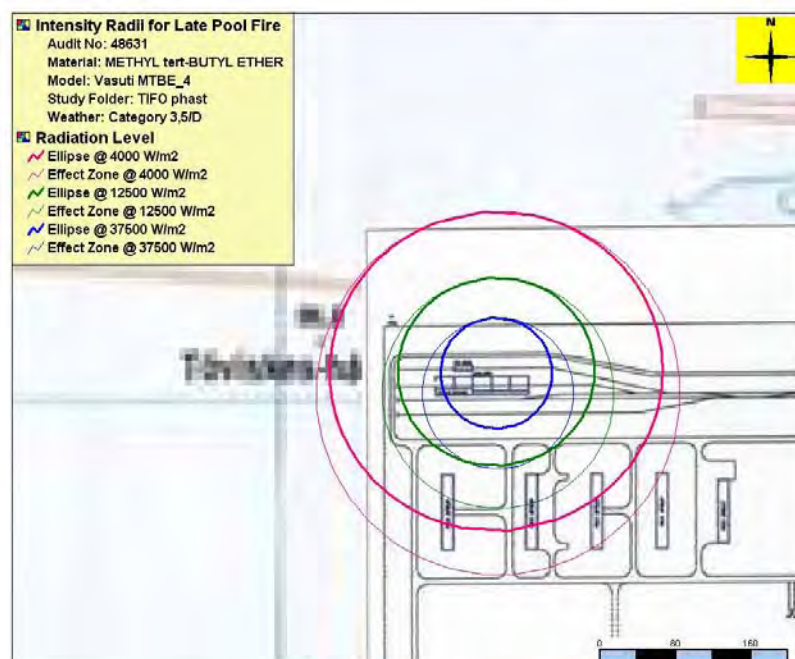 Intensity Radii for Late Pool Fire
Audit No: 48631
Material: METHYL tert-BUTYL ETHER
Model: Vasuti MTBE_4
Study Folder: TIFO phast
Weather: Category 3,5/D
Radiation Level
Ellipse @ 4000 W/m2
Effect Zone @ 4000 W/m2
Ellipse @ 12500 W/m2
Effect Zone @ 12500 W/m2
Ellipse @ 37500 W/m2
Effect Zone @ 37500 W/m2
N
0 80 160